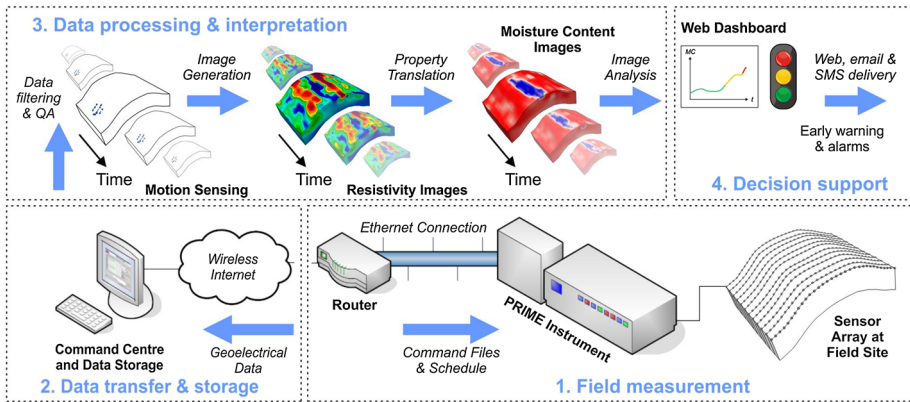 3. Data processing & interpretation
Data
filtering
& QA
Image
Generation
Property
Translation
Moisture Content
Images
Image
Analysis
Time
Motion Sensing
Time
Resistivity Images
Time
Web Dashboard
MC
t
Web, email &
SMS delivery
Early warning
& alarms
4. Decision support
Wireless
Internet
Command Centre
and Data Storage
Geoelectrical
Data
2. Data transfer & storage
Ethernet Connection
Router
PRIME Instrument
Command Files
& Schedule
Sensor
Array at
Field Site
1. Field measurement